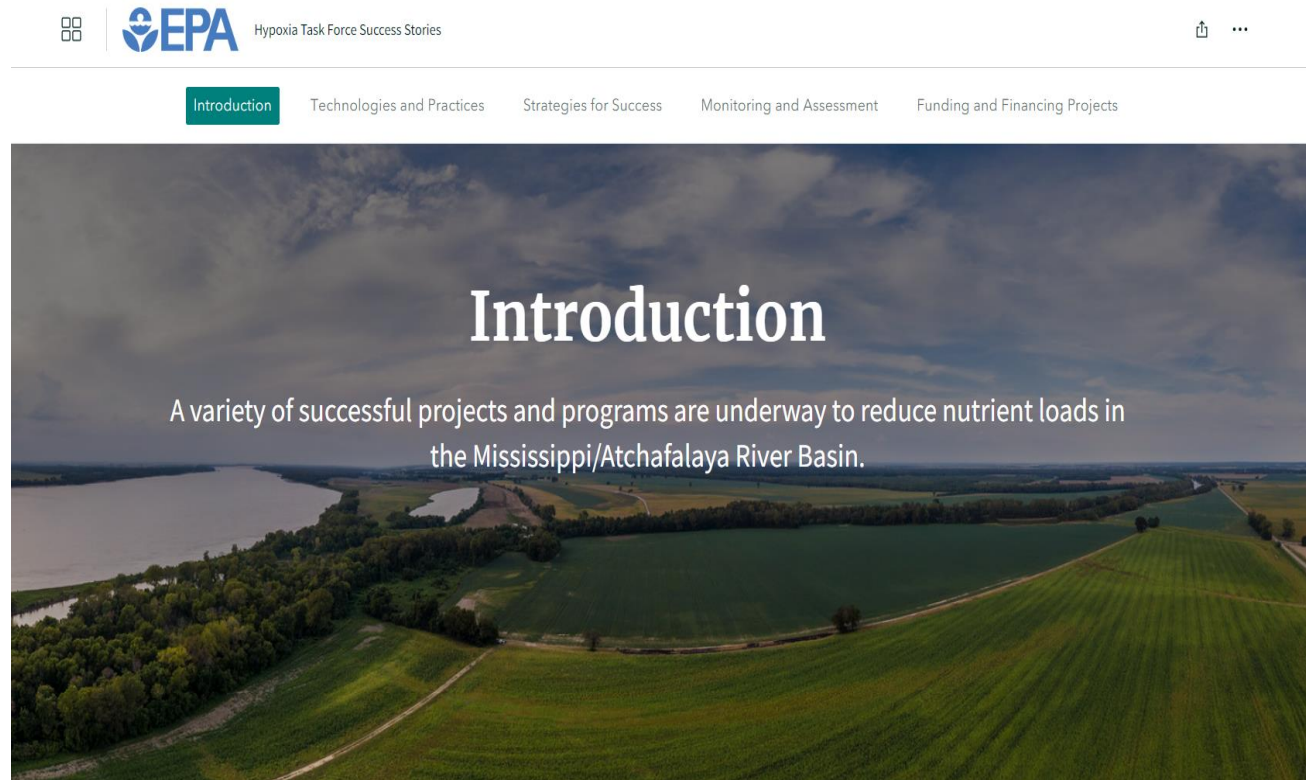 EPA
Hypoxia Task Force Success Stories
Introduction
Technologies and Practices
Strategies for Success
Monitoring and Assessment
Funding and Financing Projects
Introduction
A variety of successful projects and programs are underway to reduce nutrient loads in
the Mississippi/Atchafalaya River Basin.